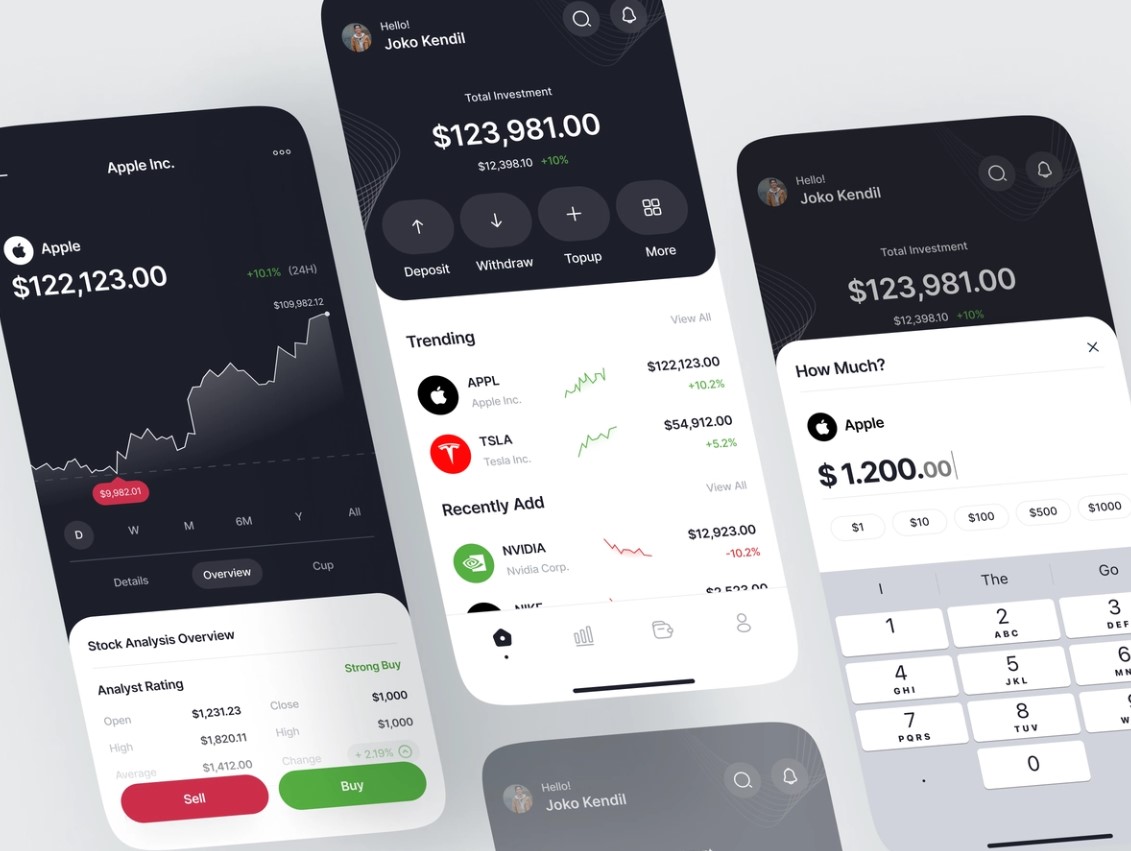 Apple Inc.
Apple
$122,123.00
+10.1% (24H)
$109,982.12
$9,982.01
D W M 6M Y All
Details Overview Cup
Stock Analysis Overview
Analyst Rating Strong Buy
Open $1,231.23 Close $1,000
High $1,820.11 High $1,000
Average $1,412.00 Change + 2.19%
Sell Buy
Hello!
Joko Kendil
Total Investment
$123,981.00
$12,398.10 +10%
Deposit Withdraw Topup More
Trending View All
APPL $122,123.00
Apple Inc. +10.2%
TSLA $54,912.00
Tesla Inc. +5.2%
Recently Add View All
NVIDIA $12,923.00
Nvidia Corp. -10.2%
NIKE $2,523.00
Hello!
Joko Kendil
Total Investment
$123,981.00
$12,398.10 +10%
How Much?
Apple
$ 1.200.00
$1 $10 $100 $500 $1000
I The Go
1 2 3
ABC DEF
4 5 6
GHI JKL MN
7 8
PQRS TUV W
. 0
Hello!
Joko Kendil